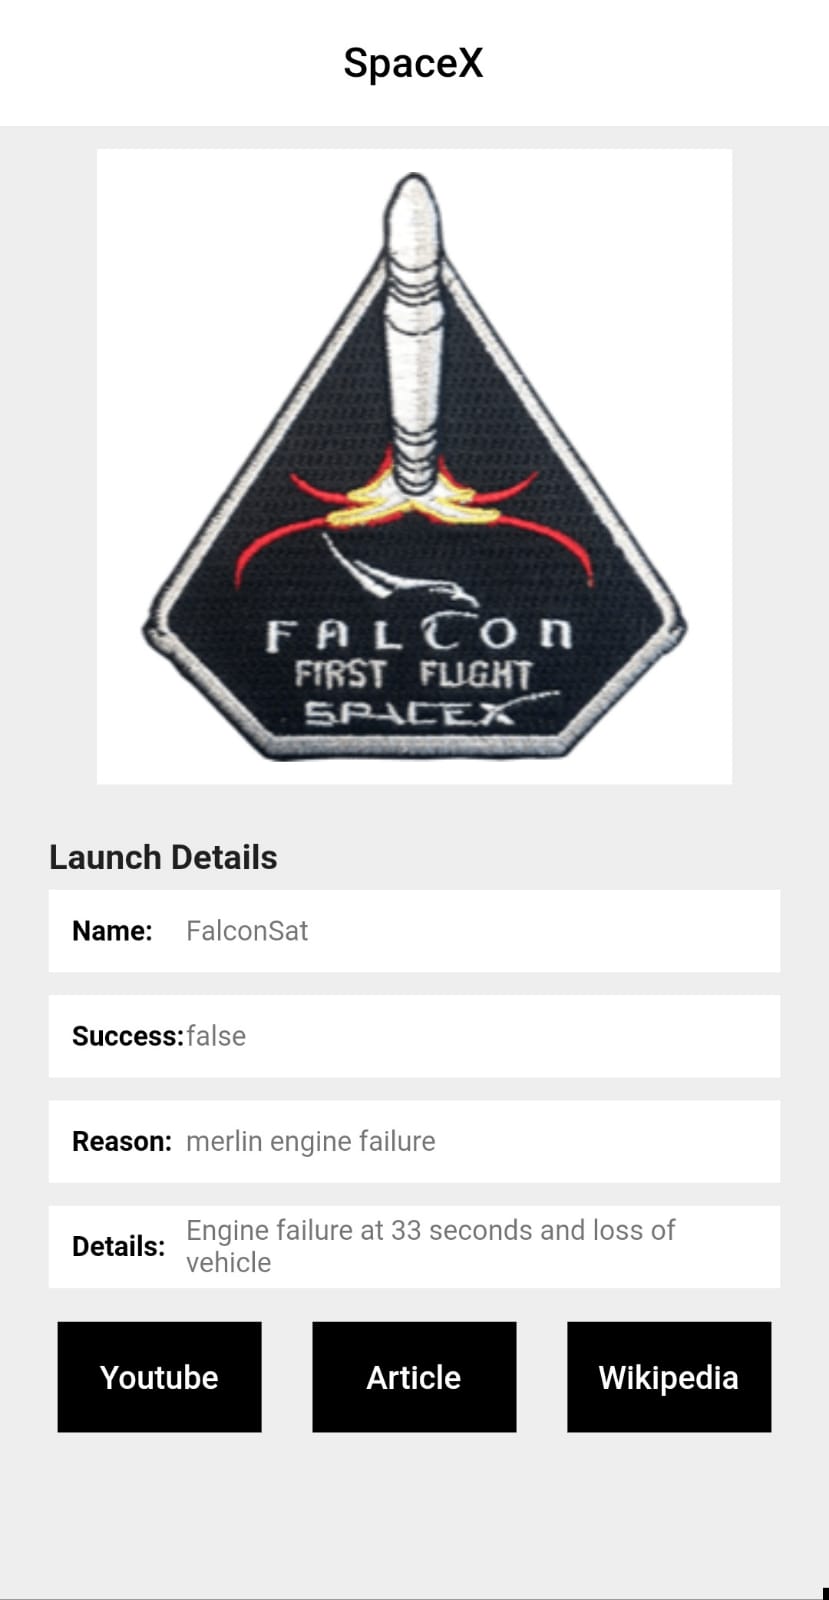 SpaceX
FALCON
FIRST FLIGHT
SPACEX
Launch Details
Name: FalconSat
Success: false
Reason: merlin engine failure
Details: Engine failure at 33 seconds and loss of
vehicle
Youtube Article Wikipedia